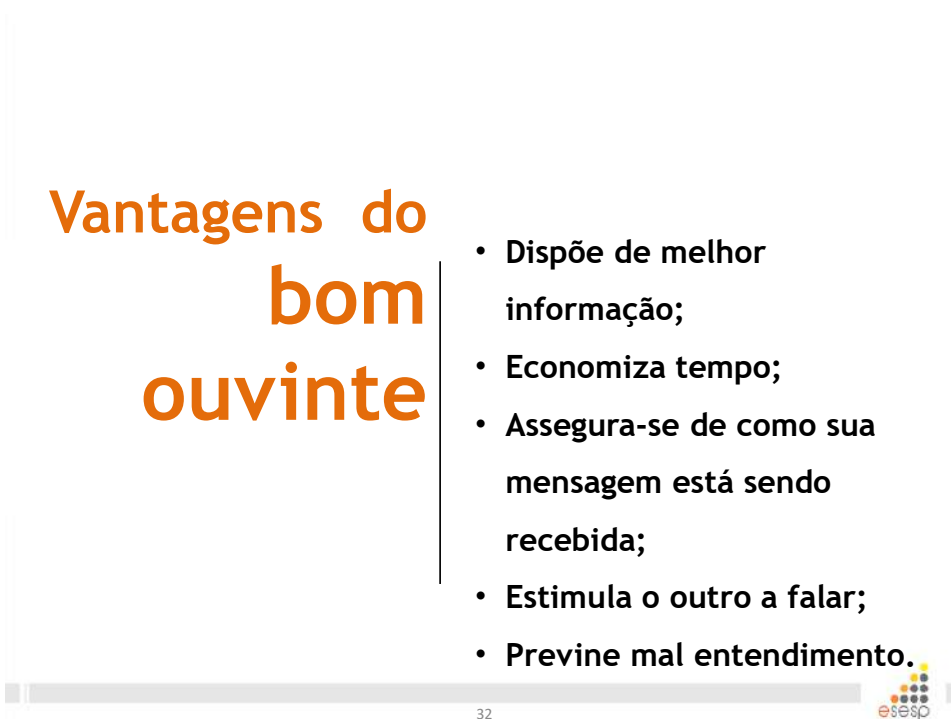 Vantagens do
bom
ouvinte
• Dispõe de melhor
informação;
• Economiza tempo;
• Assegura-se de como sua
mensagem está sendo
recebida;
• Estimula o outro a falar;
• Previne mal entendimento.
esesp
32